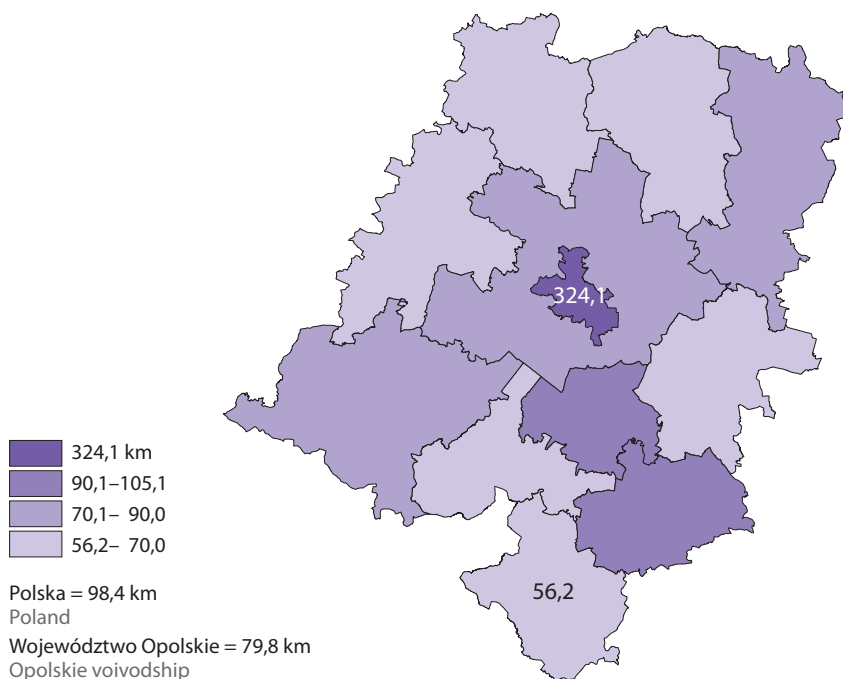 324,1
324,1 km
90,1–105,1
70,1– 90,0
56,2– 70,0
56,2
Polska = 98,4 km
Poland
Województwo Opolskie = 79,8 km
Opolskie voivodship